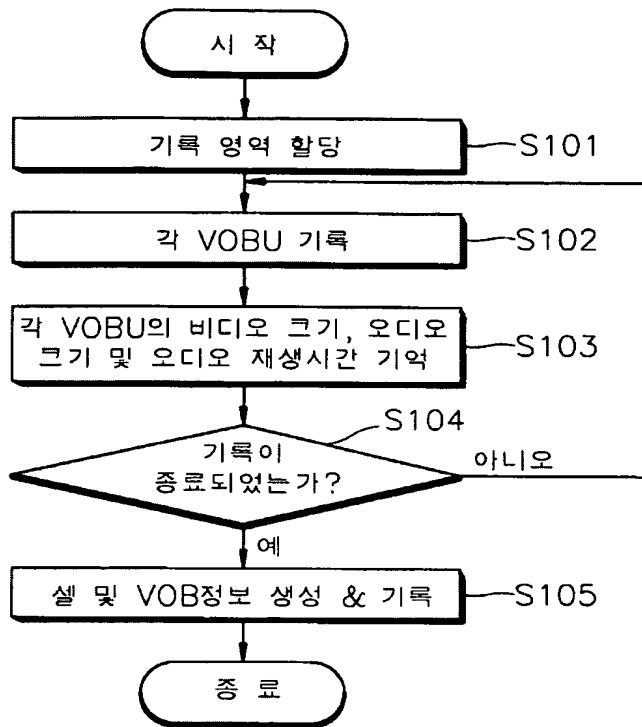 시 작
기록 영역 할당
S101
각 VOBU 기록
S102
각 VOBU의 비디오 크기, 오디오
크기 및 오디오 재생시간 기억
S103
S104
기록이
종료되었는가?
아니오
예
셀 및 VOB정보 생성 & 기록
S105
종 료